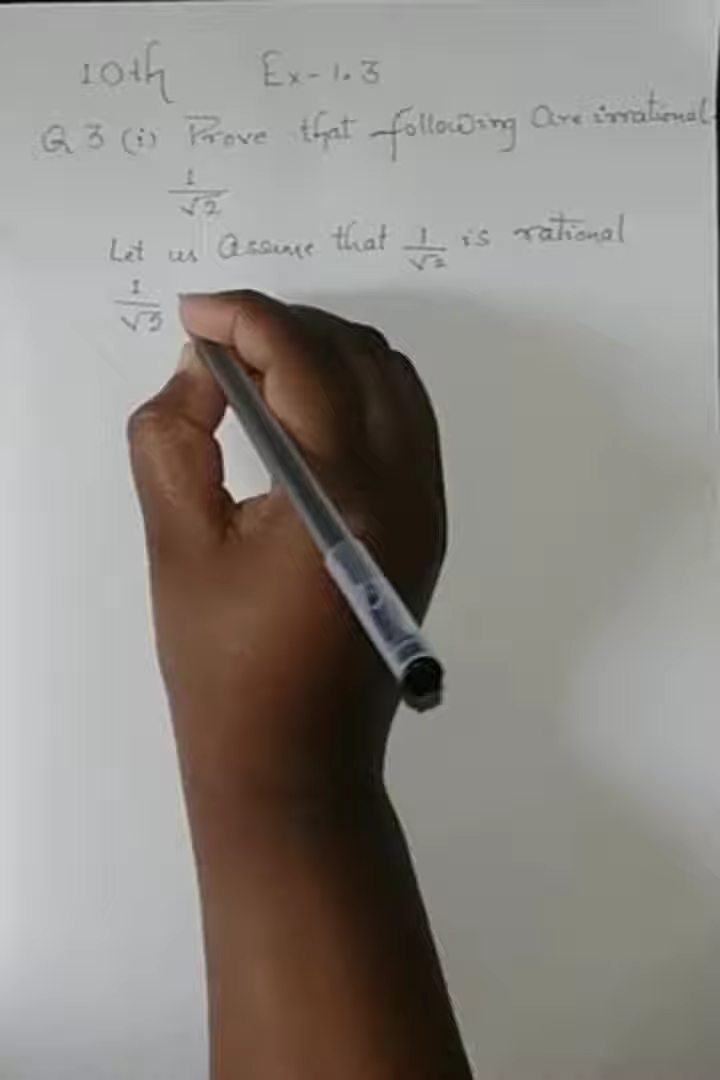 10th Ex-1.3
Q 3 (i) Prove that following are irrational.
1/√2
Let us assume that 1/√2 is rational
1/√3